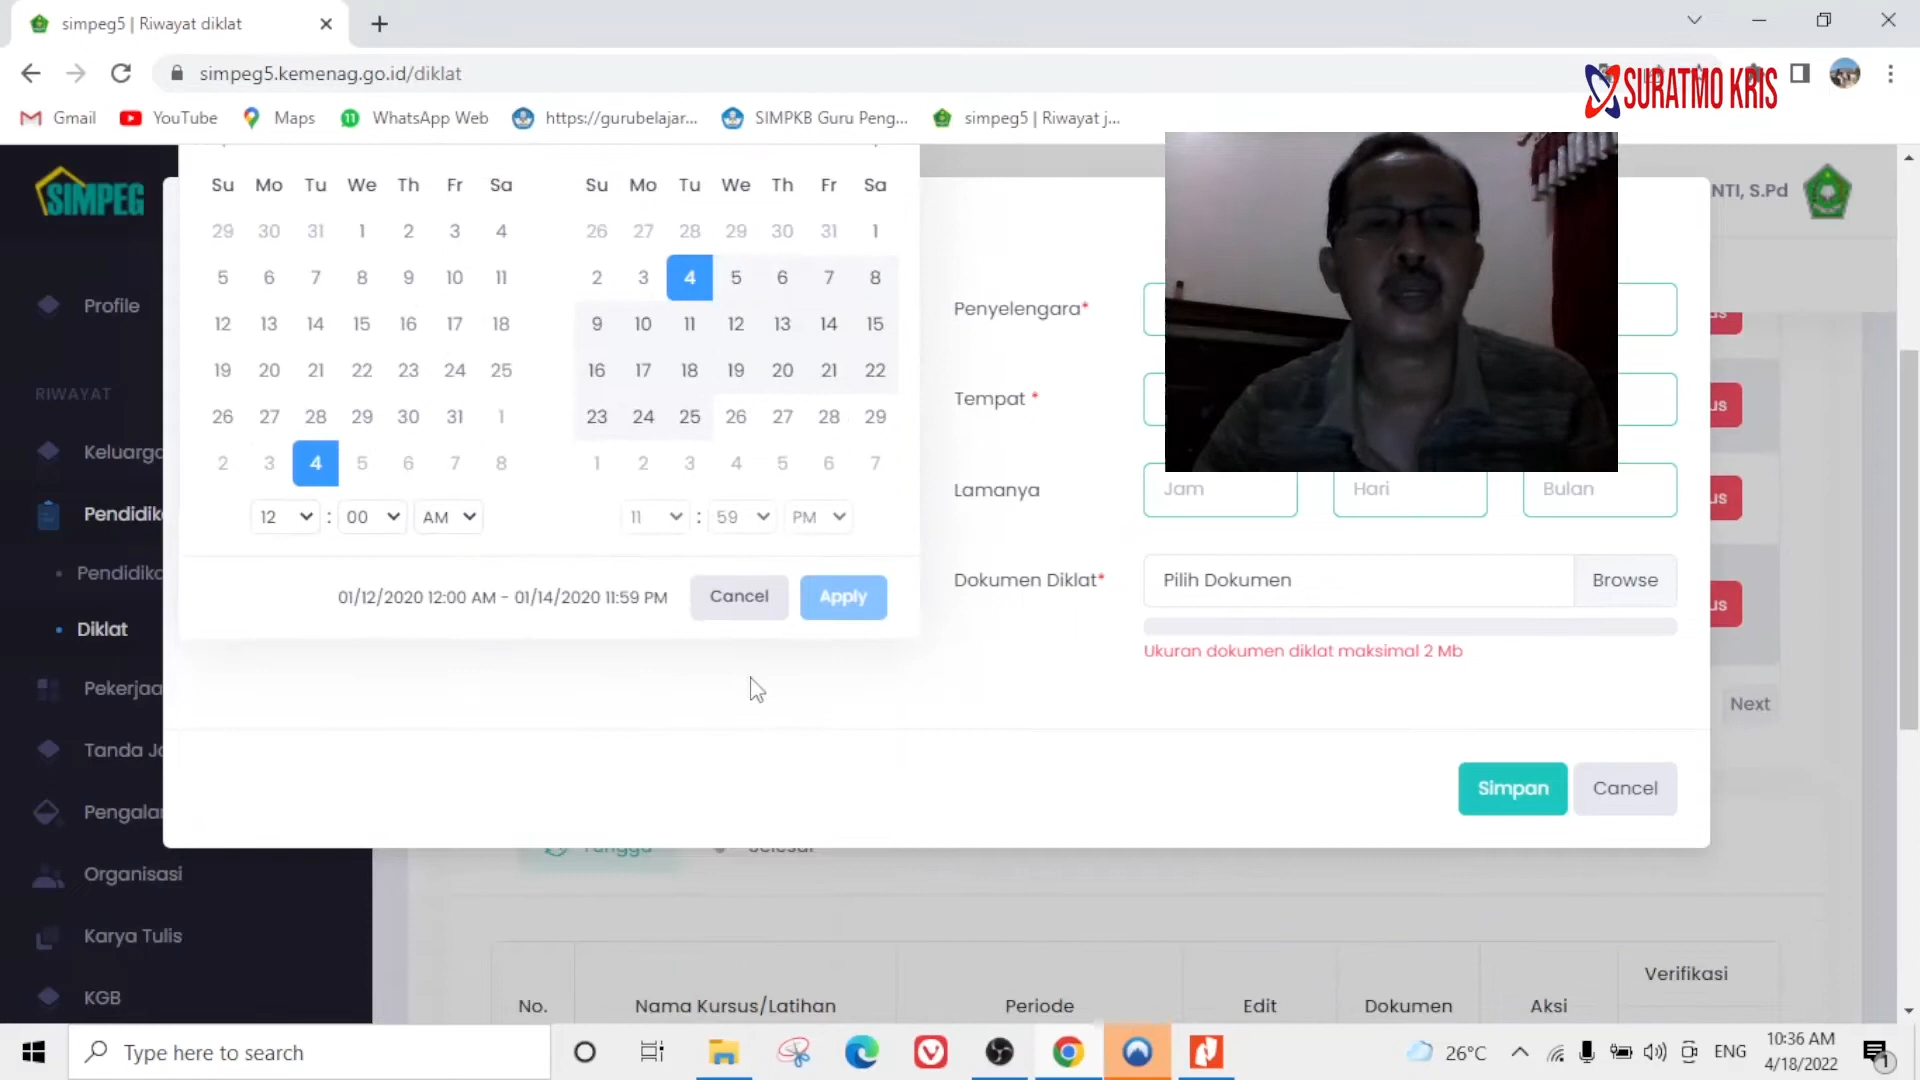 simpeg5 | Riwayat diklat
simpeg5.kemenag.go.id/diklat
SURATMO KRIS
Gmail
YouTube
Maps
WhatsApp Web
https://gurubelajar...
SIMPKB Guru Peng...
simpeg5 | Riwayat j...
SIMPEG
NTI, S.Pd
Su Mo Tu We Th Fr Sa
29 30 31 1 2 3 4
5 6 7 8 9 10 11
12 13 14 15 16 17 18
19 20 21 22 23 24 25
26 27 28 29 30 31 1
2 3 4 5 6 7 8
12 : 00 AM
Su Mo Tu We Th Fr Sa
26 27 28 29 30 31 1
2 3 4 5 6 7 8
9 10 11 12 13 14 15
16 17 18 19 20 21 22
23 24 25 26 27 28 29
1 2 3 4 5 6 7
11 : 59 PM
01/12/2020 12:00 AM - 01/14/2020 11:59 PM
Cancel
Apply
Profile
RIWAYAT
Keluarga
Pendidik
Pendidika
Diklat
Pekerjaa
Tanda Ja
Pengalar
Organisasi
Karya Tulis
KGB
Penyelengara*
Tempat *
Lamanya
Jam
Hari
Bulan
Dokumen Diklat*
Pilih Dokumen
Browse
Ukuran dokumen diklat maksimal 2 Mb
us
us
us
Next
Simpan
Cancel
No.
Nama Kursus/Latihan
Periode
Edit
Dokumen
Aksi
Verifikasi
Type here to search
26°C
ENG
10:36 AM
4/18/2022
1